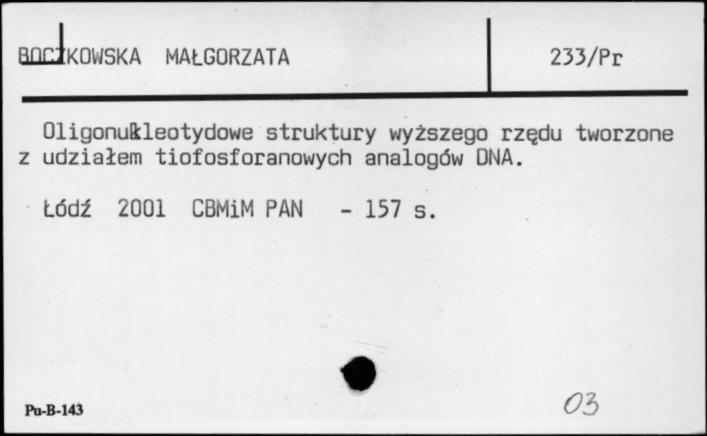 BOCZKOWSKA MAŁGORZATA
233/Pr
Oligonukleotydowe struktury wyższego rzędu tworzone
z udziałem tiofosforanowych analogów DNA.
Łódź 2001 CBMiM PAN - 157 s.
Pu-B-143
03